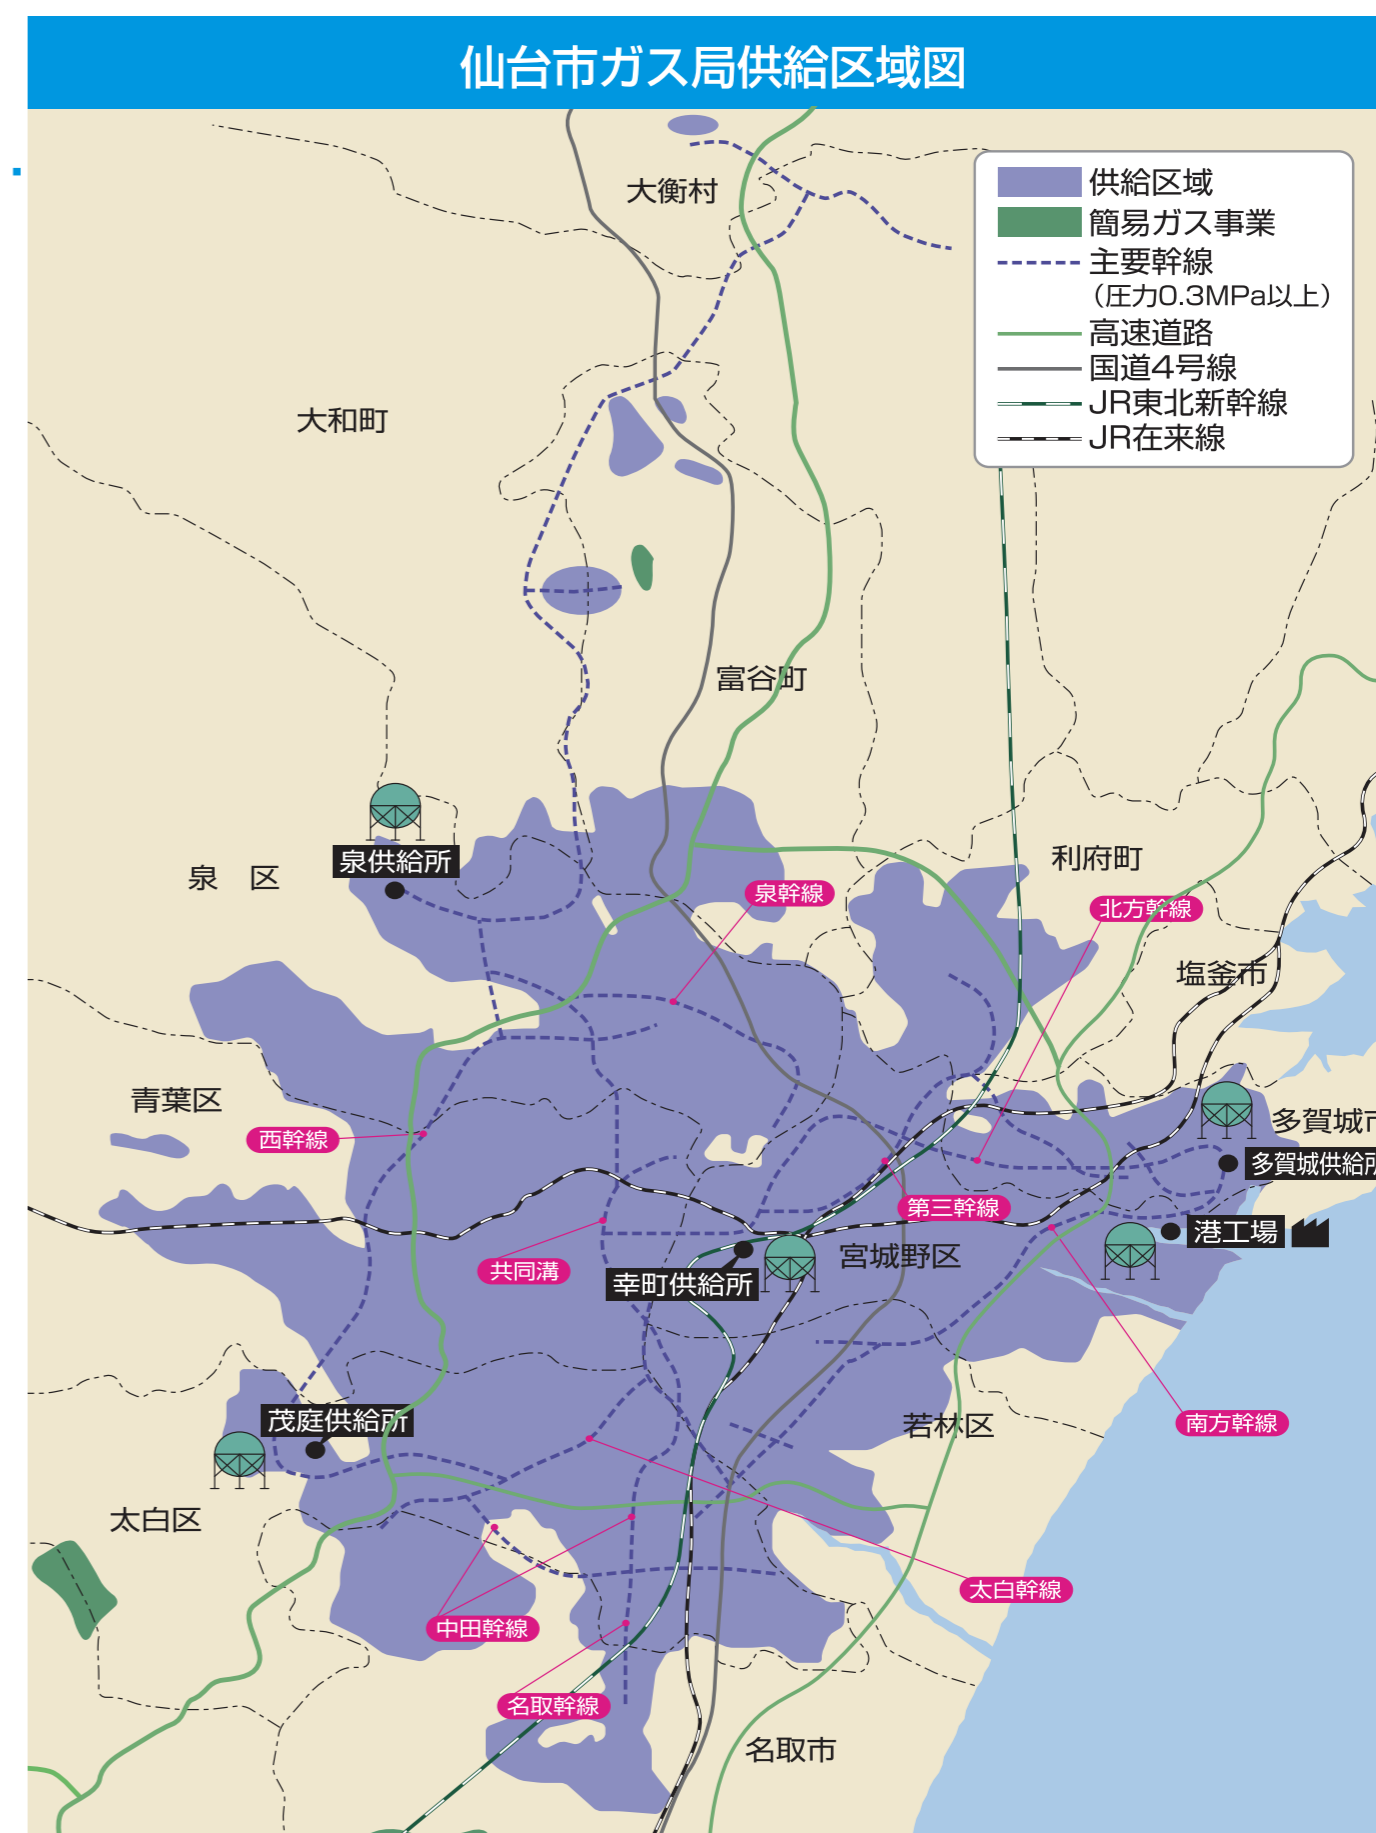 仙台市ガス局供給区域図
供給区域
簡易ガス事業
主要幹線
（圧力0.3MPa以上）
高速道路
国道4号線
JR東北新幹線
JR在来線
大衡村
大和町
富谷町
泉供給所
泉 区
利府町
泉幹線
北方幹線
塩釜市
青葉区
西幹線
多賀城市
多賀城供給所
第三幹線
港工場
宮城野区
共同溝
幸町供給所
茂庭供給所
若林区
南方幹線
太白区
太白幹線
中田幹線
名取幹線
名取市